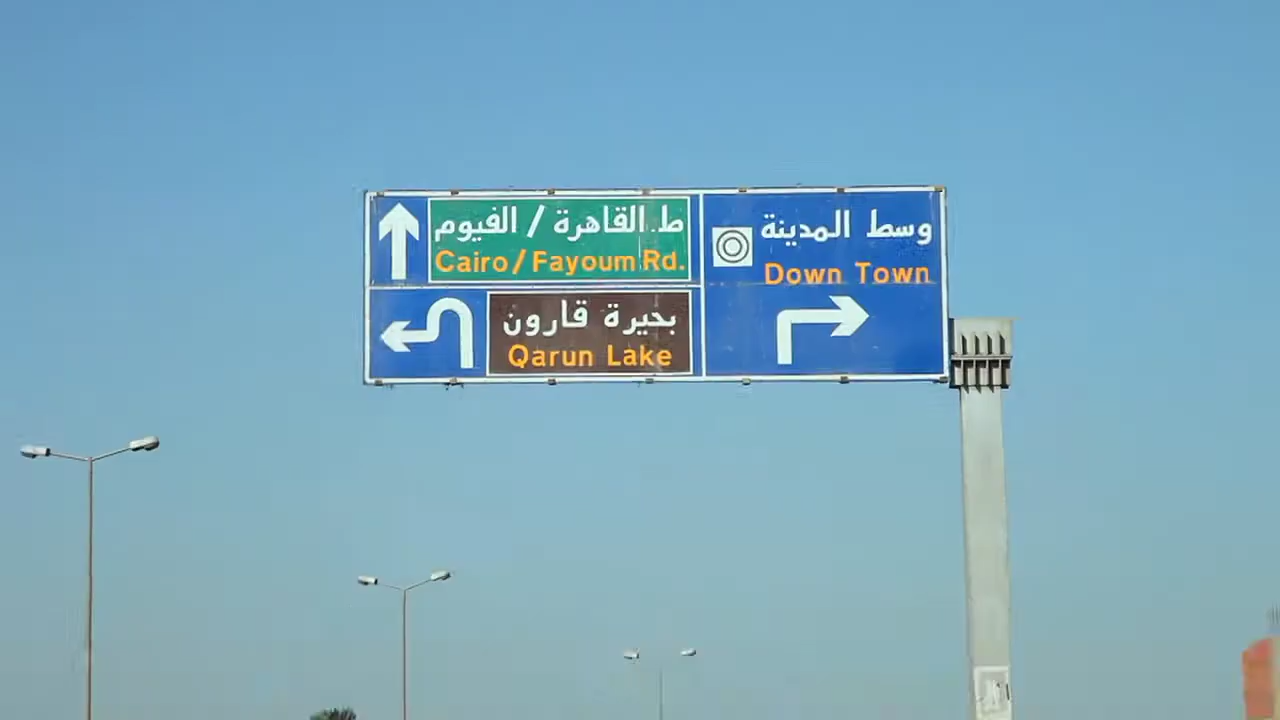 ط.القاهرة / الفيوم
Cairo/Fayoum Rd.
بحيرة قارون
Qarun Lake
وسط المدينة
Down Town